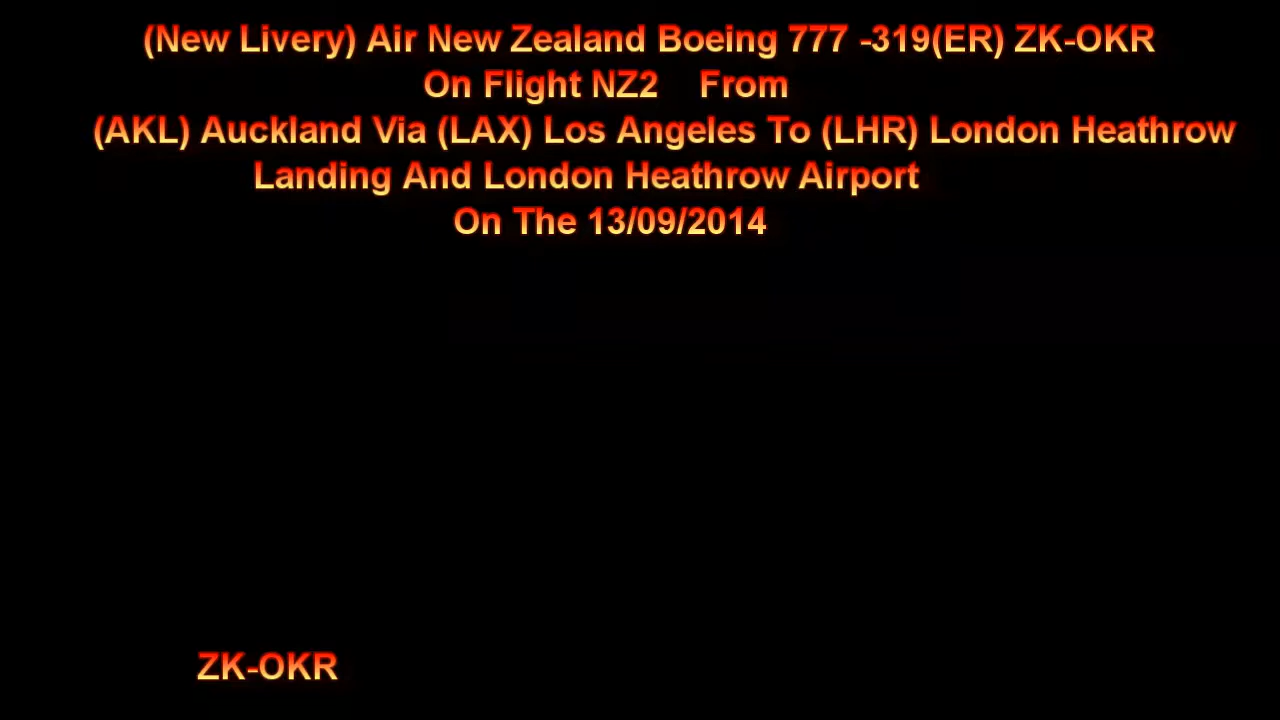 (New Livery) Air New Zealand Boeing 777 -319(ER) ZK-OKR
On Flight NZ2 From
(AKL) Auckland Via (LAX) Los Angeles To (LHR) London Heathrow
Landing And London Heathrow Airport
On The 13/09/2014
ZK-OKR